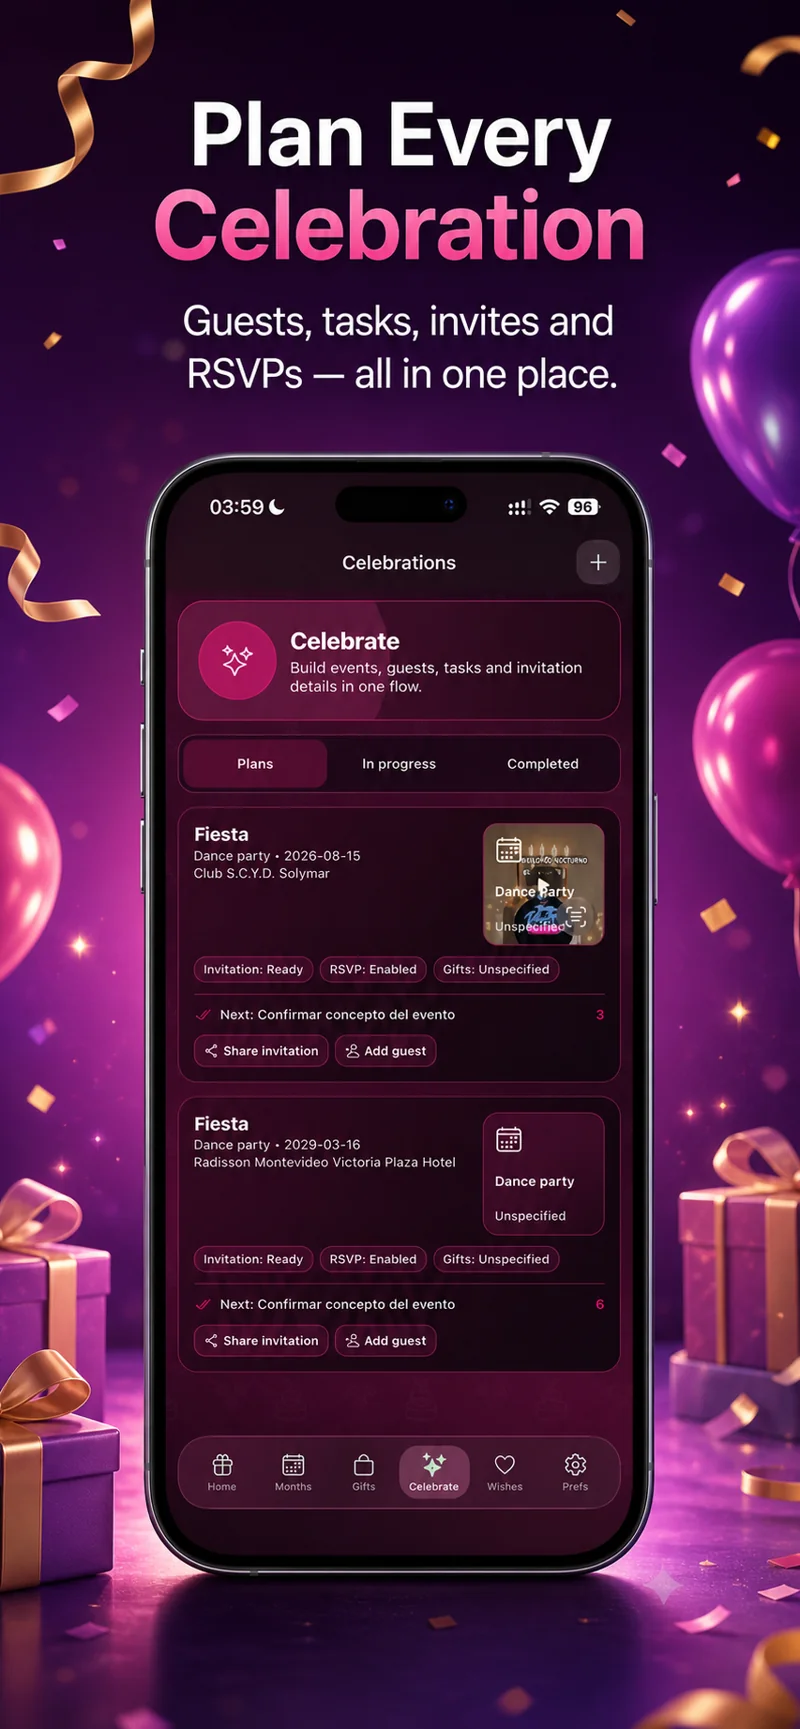 Plan Every
Celebration
Guests, tasks, invites and
RSVPs — all in one place.
03:59
96
Celebrations
Celebrate
Build events, guests, tasks and invitation
details in one flow.
Plans
In progress
Completed
Fiesta
Dance party • 2026-08-15
Club S.C.Y.D. Solymar
NOCTURNO
Dance Party
Unspecified
Invitation: Ready
RSVP: Enabled
Gifts: Unspecified
Next: Confirmar concepto del evento
3
Share invitation
Add guest
Fiesta
Dance party • 2029-03-16
Radisson Montevideo Victoria Plaza Hotel
Dance party
Unspecified
Invitation: Ready
RSVP: Enabled
Gifts: Unspecified
Next: Confirmar concepto del evento
6
Share invitation
Add guest
Home
Months
Gifts
Celebrate
Wishes
Prefs